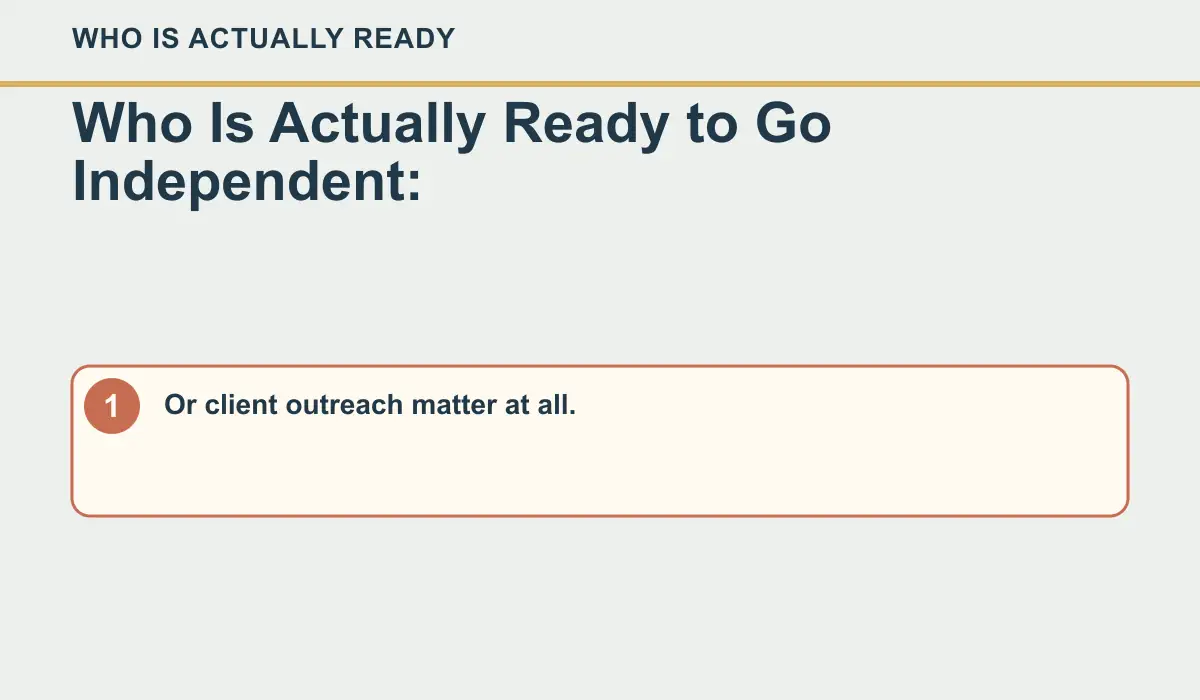 WHO IS ACTUALLY READY
Who Is Actually Ready to Go
Independent:
1
Or client outreach matter at all.